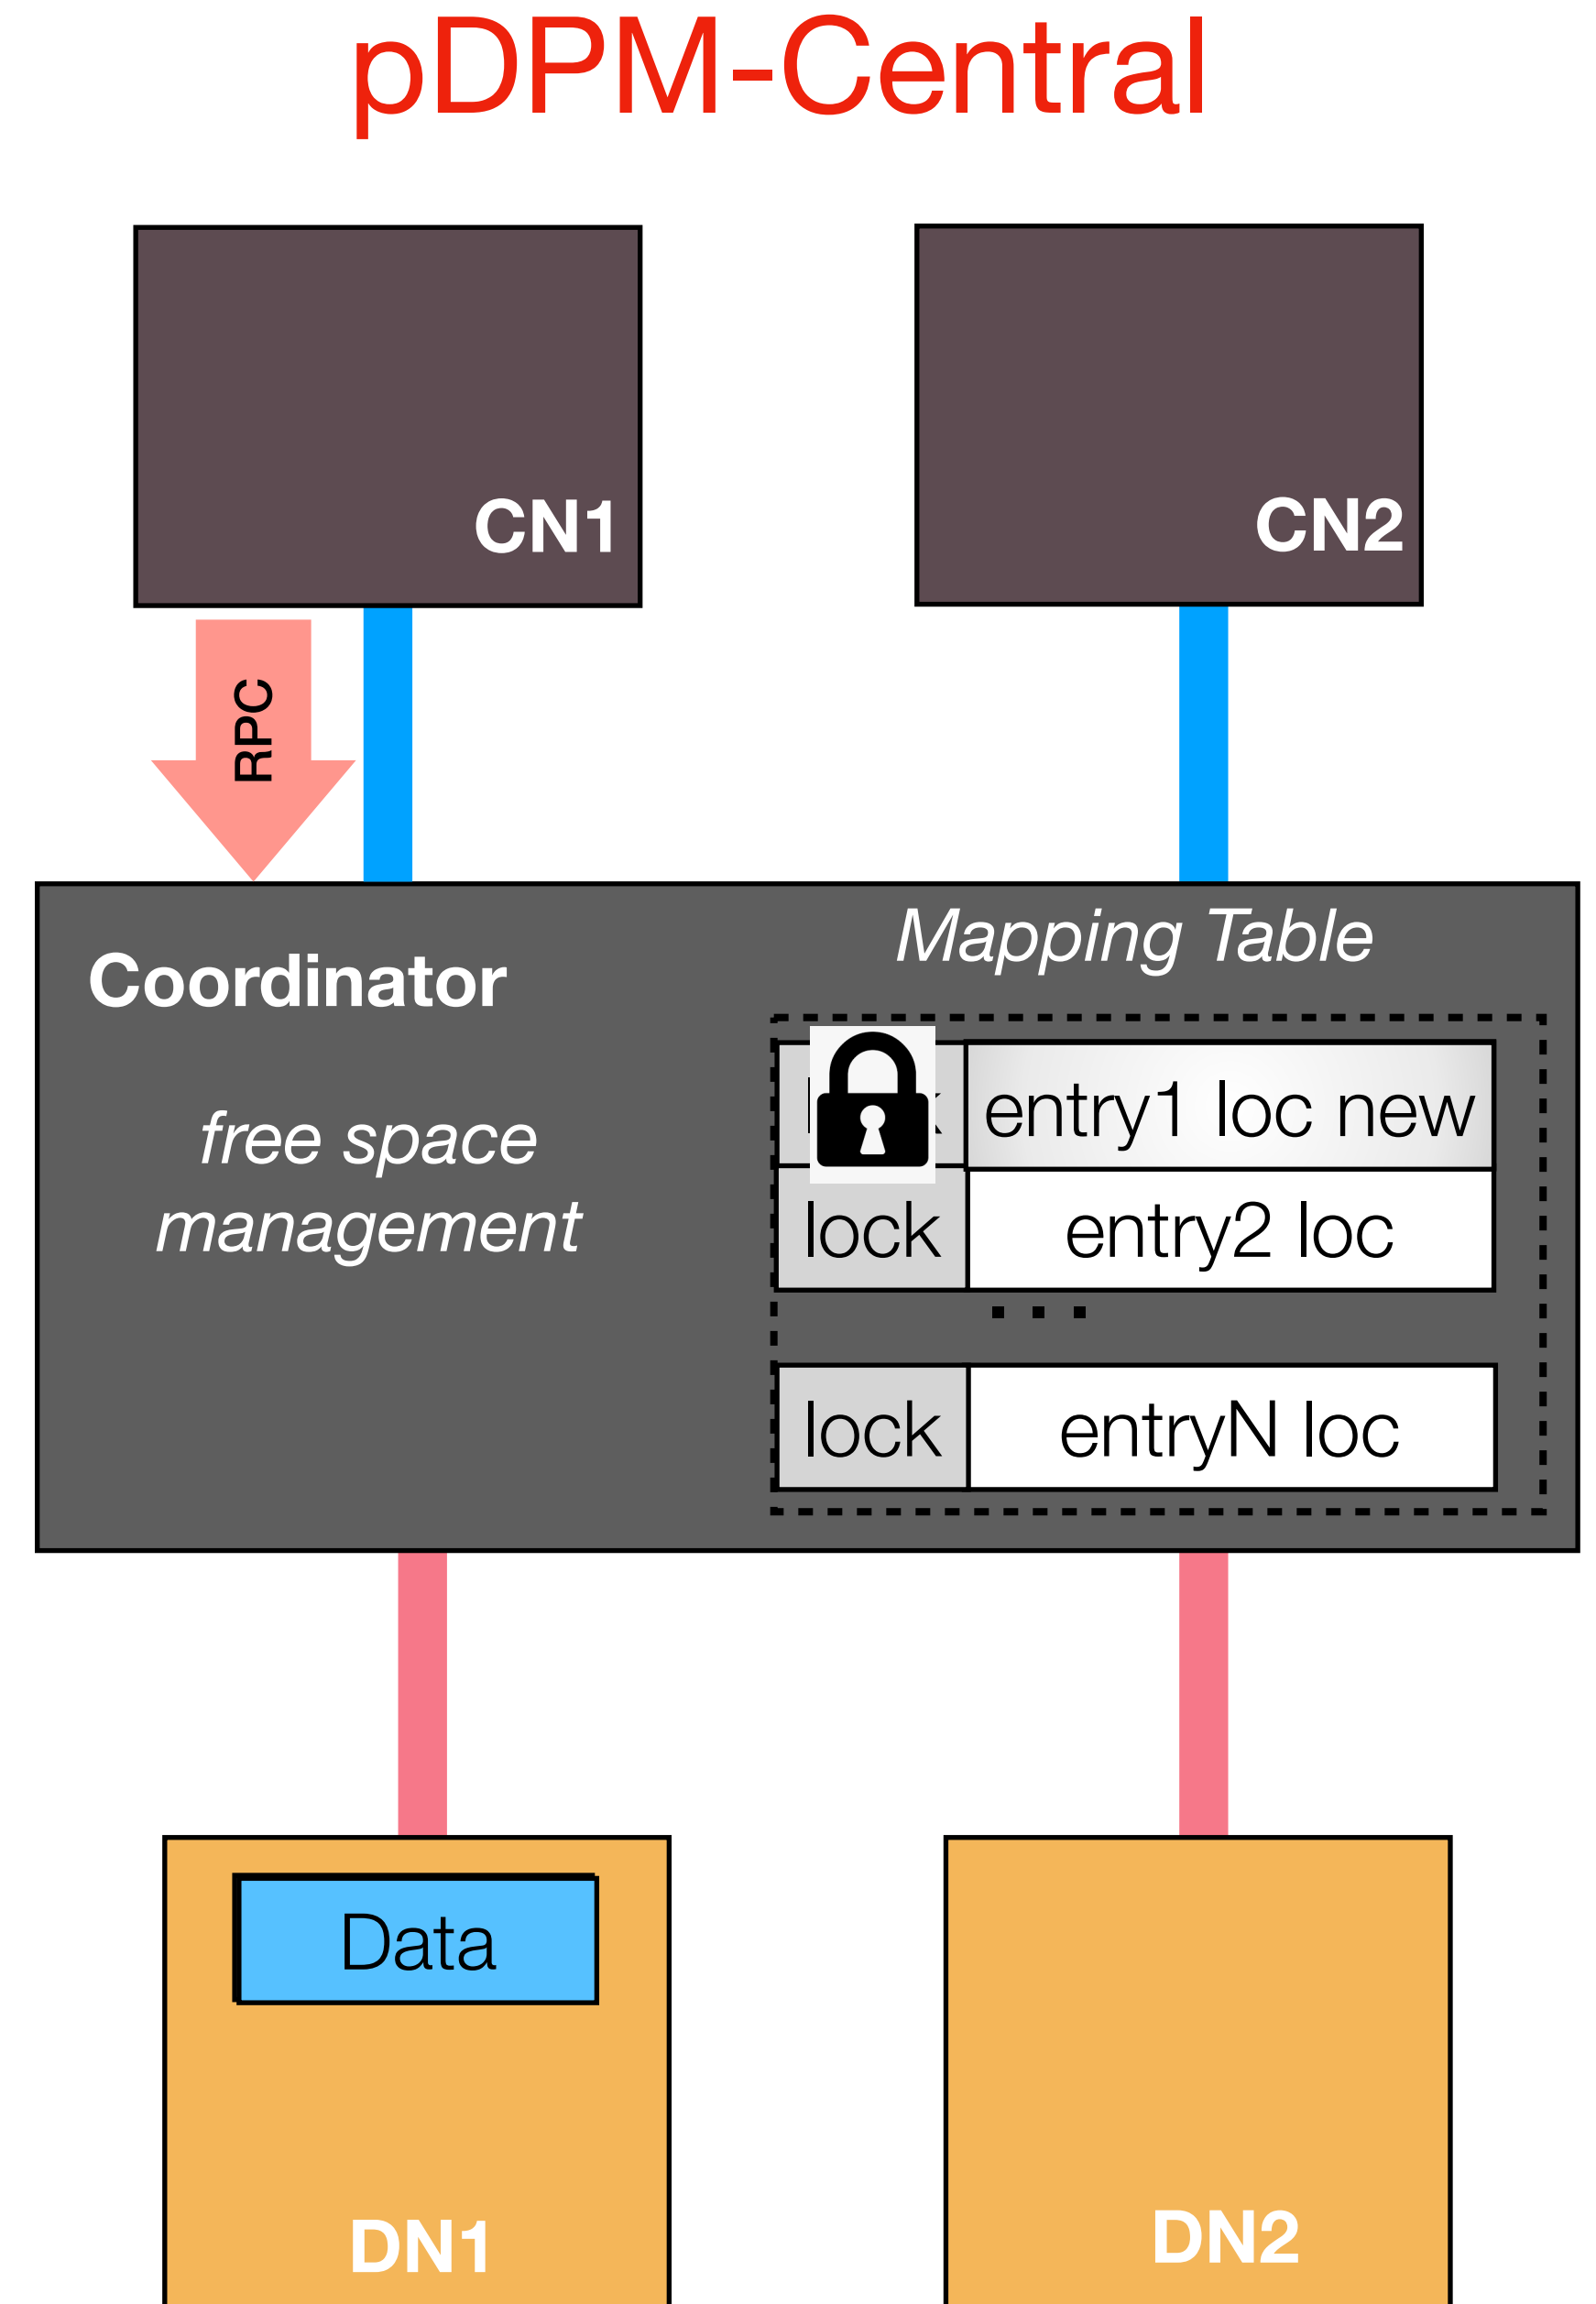 pDPM-Central
CN1
CN2
RPC
Coordinator
Mapping Table
free space
management
entry1 loc new
lock entry2 loc
...
lock entryN loc
Data
DN1
DN2